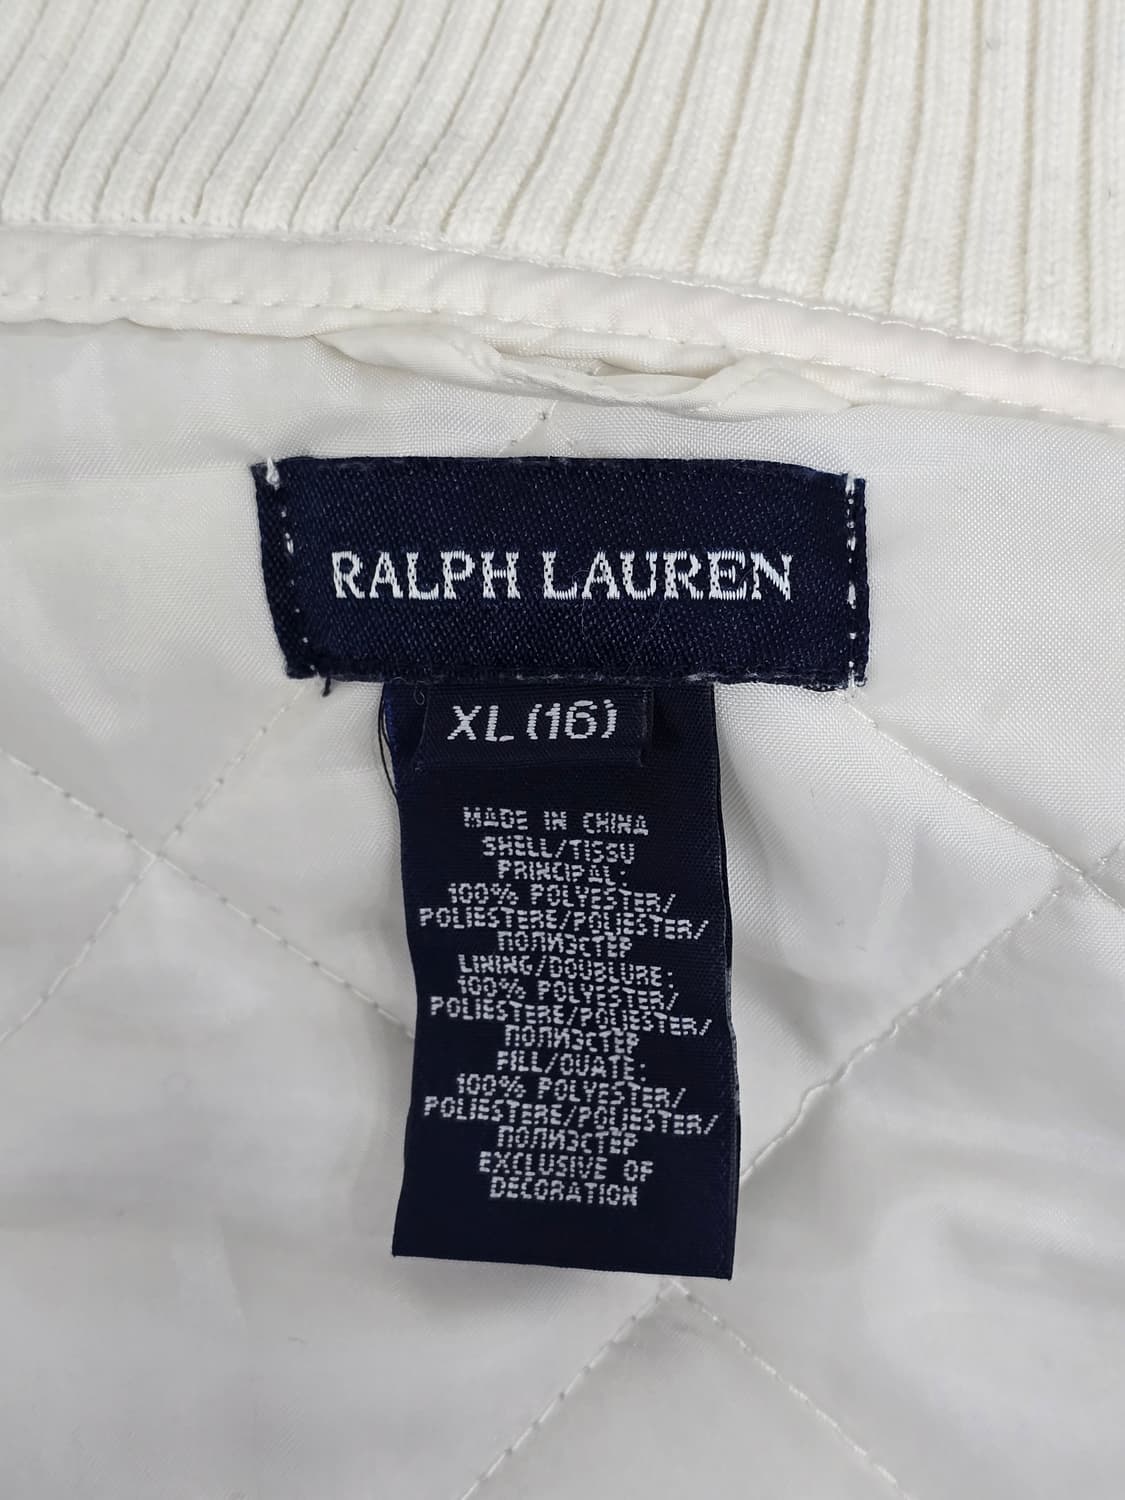 RALPH LAUREN
XL (16)
MADE IN CHINA
SHELL/TISSU
PRINCIPAL:
100% POLYESTER/
POLIESTERE/POLIESTER/
ПОЛИЭСТЕР
LINING/DOUBLURE:
100% POLYESTER/
POLIESTERE/POLIESTER/
ПОЛИЭСТЕР
FILL/OUATE:
100% POLYESTER/
POLIESTERE/POLIESTER/
ПОЛИЭСТЕР
EXCLUSIVE OF
DECORATION